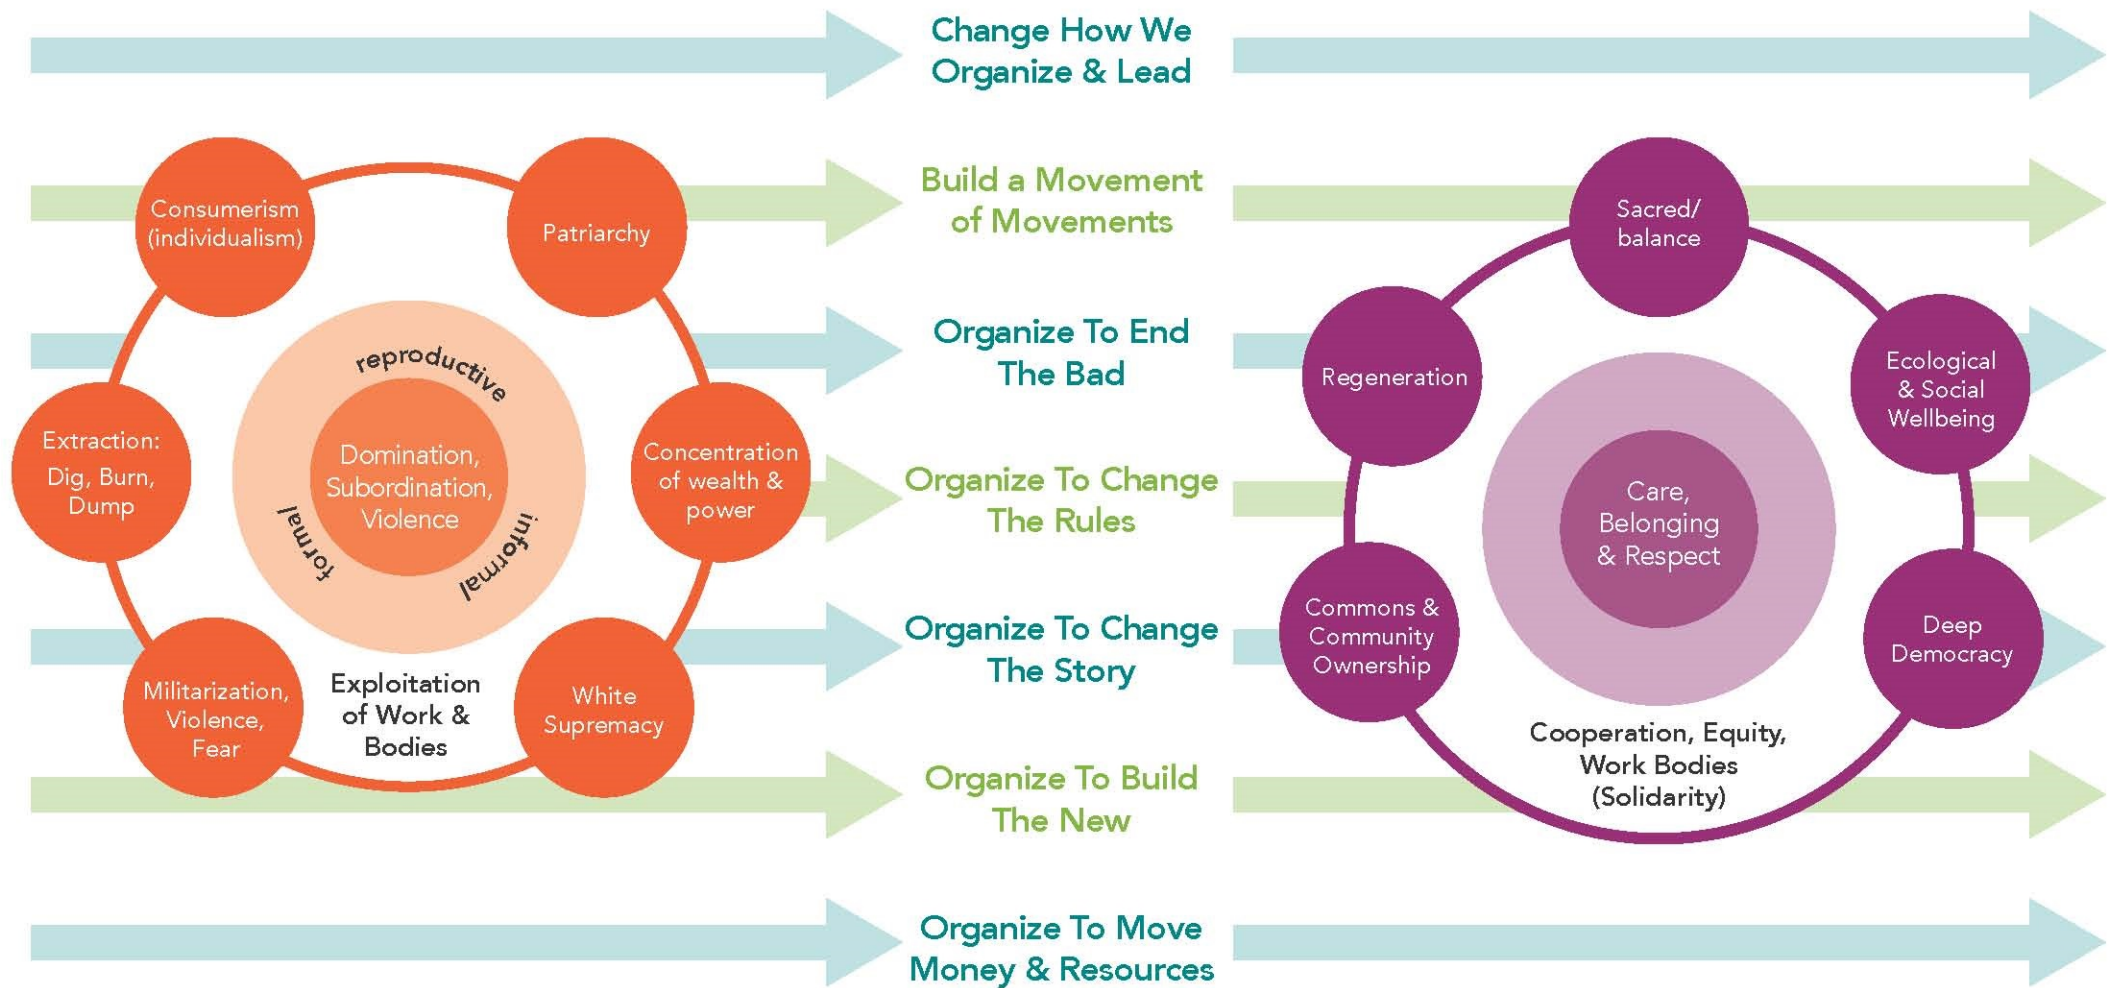 Change How We
Organize & Lead
Build a Movement
of Movements
Organize To End
The Bad
Organize To Change
The Rules
Organize To Change
The Story
Organize To Build
The New
Organize To Move
Money & Resources
Consumerism
(individualism)
Patriarchy
Extraction:
Dig, Burn,
Dump
Concentration
of wealth &
power
Militarization,
Violence,
Fear
White
Supremacy
reproductive
formal
informal
Domination,
Subordination,
Violence
Exploitation
of Work &
Bodies
Sacred/
balance
Regeneration
Ecological
& Social
Wellbeing
Commons &
Community
Ownership
Deep
Democracy
Care,
Belonging
& Respect
Cooperation, Equity,
Work Bodies
(Solidarity)